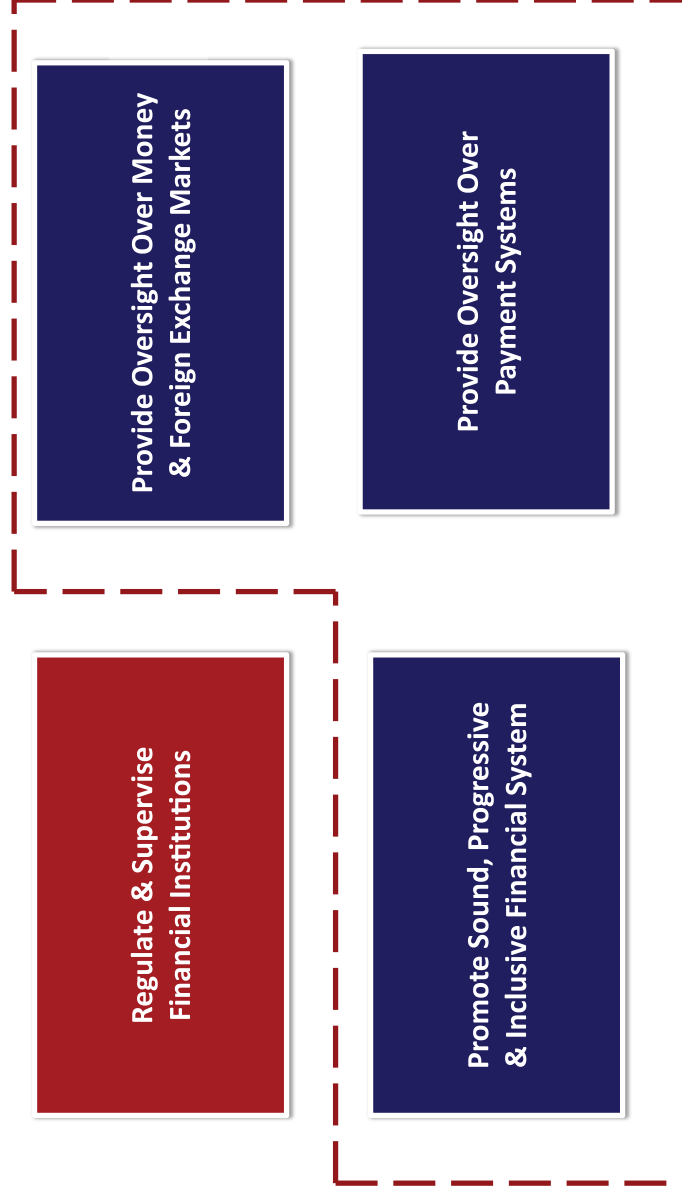 Regulate & Supervise
Financial Institutions
Provide Oversight Over Money
& Foreign Exchange Markets
Promote Sound, Progressive
& Inclusive Financial System
Provide Oversight Over
Payment Systems